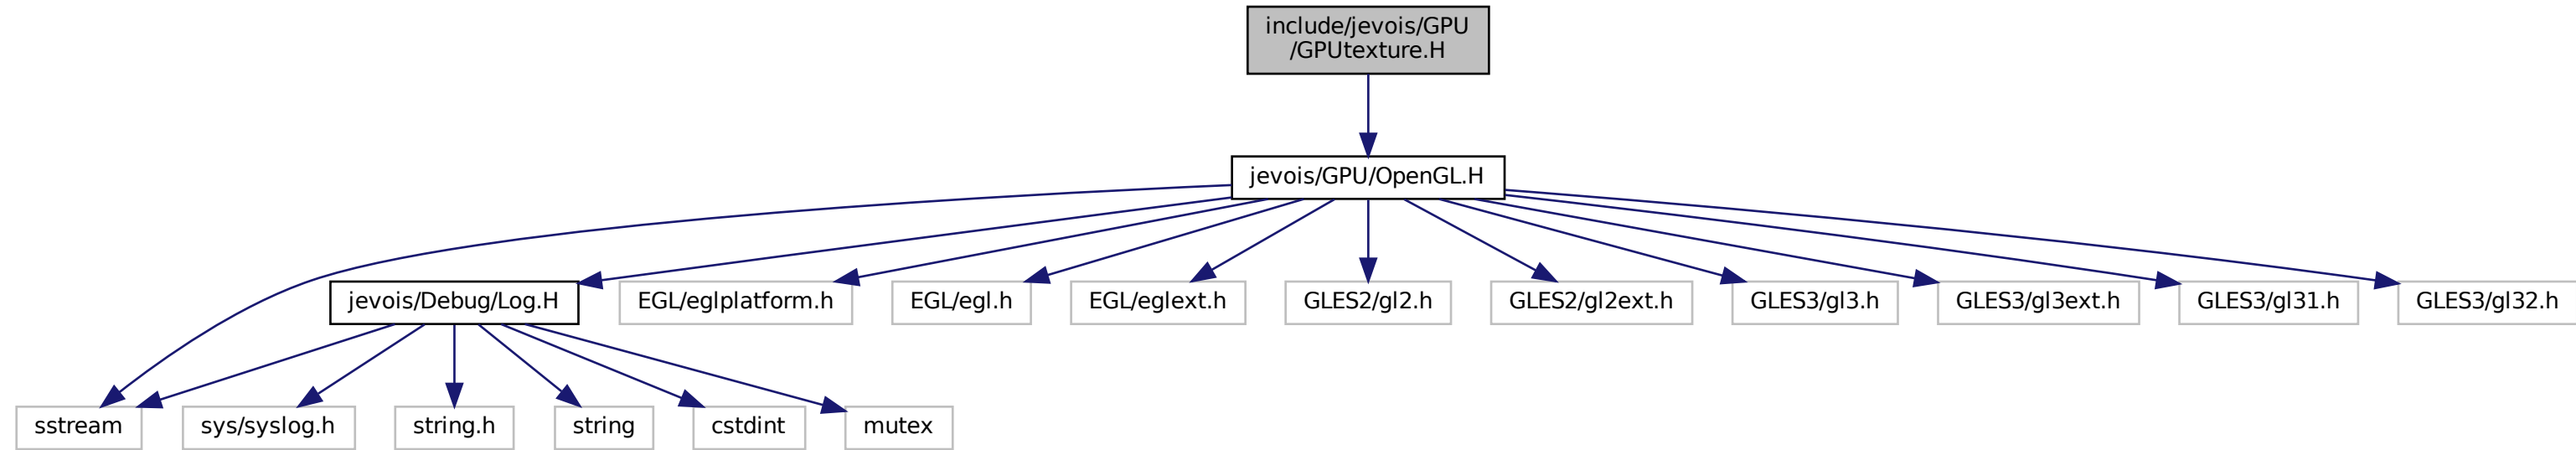 include/jevois/GPU
/GPUtexture.H
jevois/GPU/OpenGL.H
jevois/Debug/Log.H
EGL/eglplatform.h
EGL/egl.h
EGL/eglext.h
GLES2/gl2.h
GLES2/gl2ext.h
GLES3/gl3.h
GLES3/gl3ext.h
GLES3/gl31.h
GLES3/gl32.h
sstream
sys/syslog.h
string.h
string
cstdint
mutex